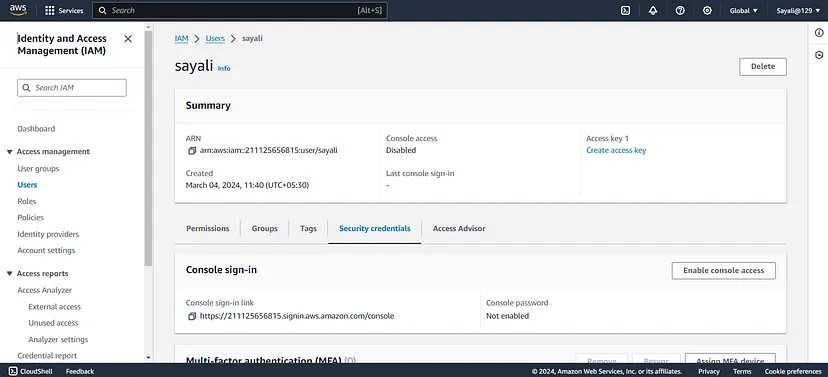 aws
Services
Search
[Alt+S]
Global
Sayali@129
Identity and Access
Management (IAM)
Search IAM
Dashboard
Access management
User groups
Users
Roles
Policies
Identity providers
Account settings
Access reports
Access Analyzer
External access
Unused access
Analyzer settings
Credential report
IAM > Users > sayali
sayali Info
Delete
Summary
ARN
arn:aws:iam::211125656815:user/sayali
Console access
Disabled
Access key 1
Create access key
Created
March 04, 2024, 11:40 (UTC+05:30)
Last console sign-in
-
Permissions
Groups
Tags
Security credentials
Access Advisor
Console sign-in
Enable console access
Console sign-in link
https://211125656815.signin.aws.amazon.com/console
Console password
Not enabled
Multi-factor authentication (MFA) (0)
Remove
Resync
Assign MFA device
CloudShell
Feedback
© 2024, Amazon Web Services, Inc. or its affiliates.
Privacy
Terms
Cookie preferences